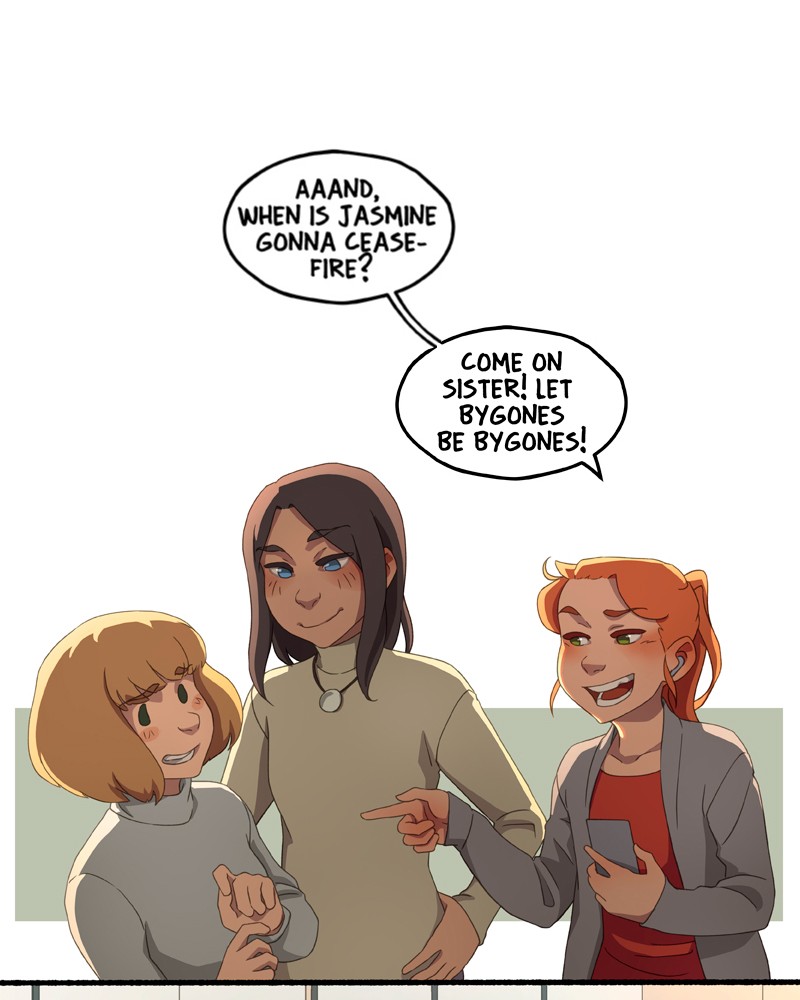 AAAND,
WHEN IS JASMINE
GONNA CEASE-
FIRE?
COME ON
SISTER! LET
BYGONES
BE BYGONES!